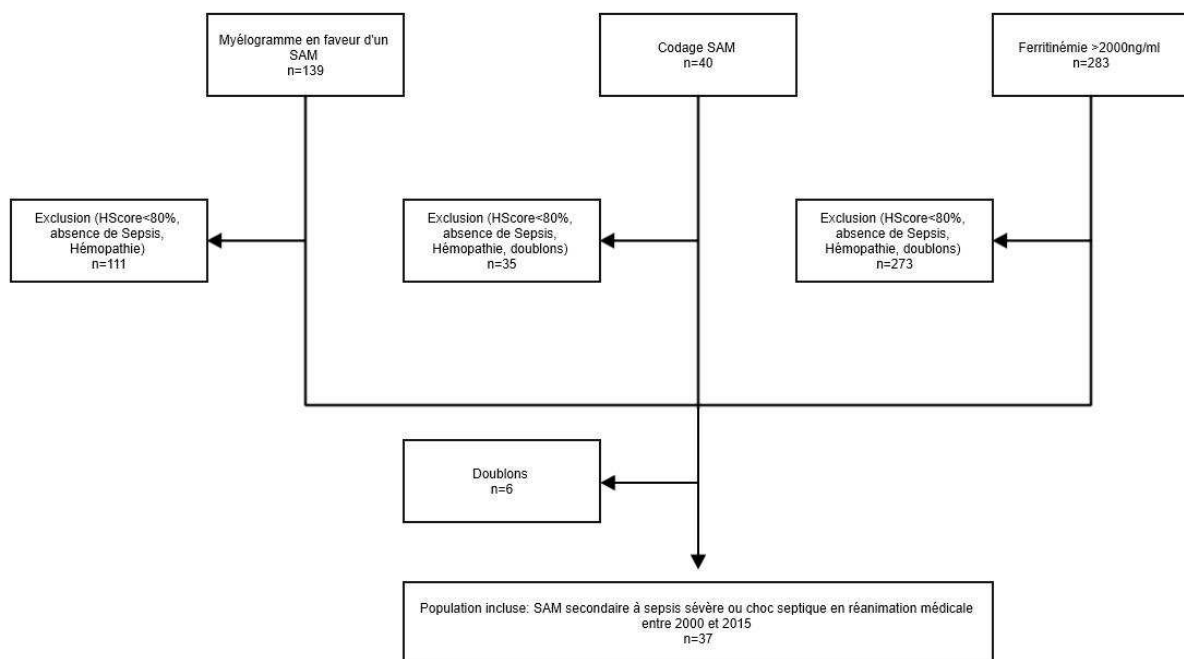 Myélogramme en faveur d'un
SAM
n=139
Codage SAM
n=40
Ferritinémie >2000ng/ml
n=283
Exclusion (HScore<80%,
absence de Sepsis,
Hémopathie)
n=111
Exclusion (HScore<80%,
absence de Sepsis,
Hémopathie, doublons)
n=35
Exclusion (HScore<80%,
absence de Sepsis,
Hémopathie, doublons)
n=273
Doublons
n=6
Population incluse: SAM secondaire à sepsis sévère ou choc septique en réanimation médicale
entre 2000 et 2015
n=37